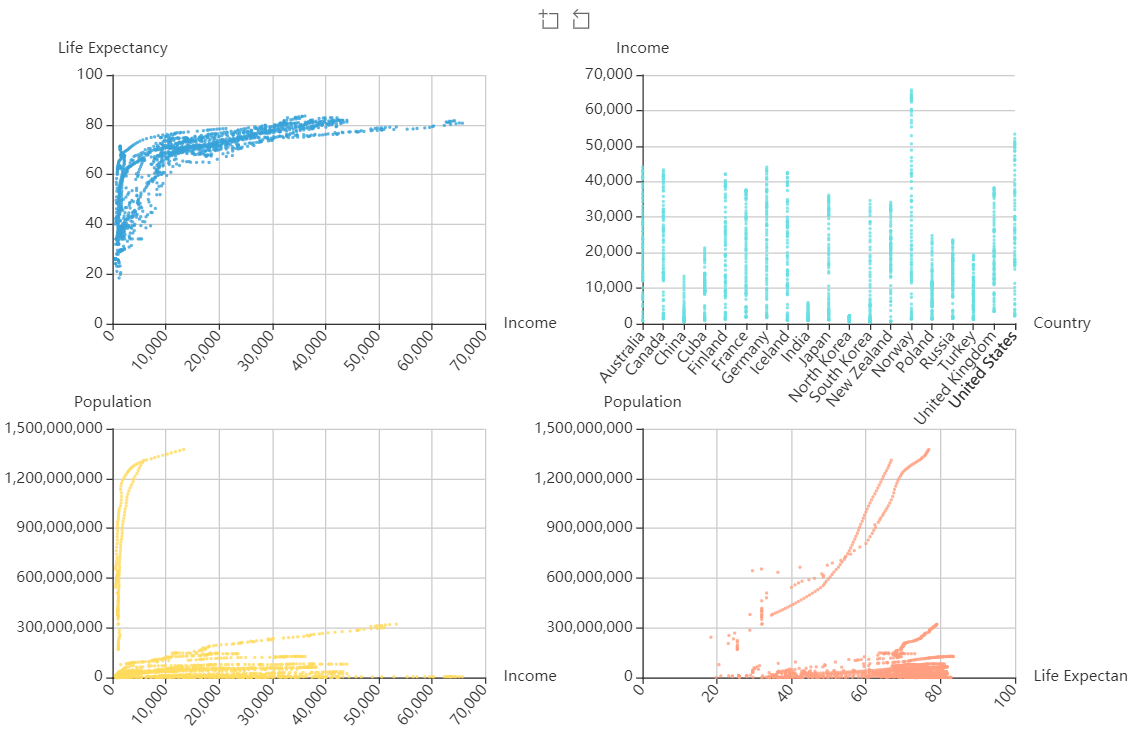 Life Expectancy
Income
100
80
60
40
20
0
0
10,000
20,000
30,000
40,000
50,000
60,000
70,000
Income
70,000
60,000
50,000
40,000
30,000
20,000
10,000
0
Australia
Canada
China
Cuba
Finland
France
Germany
Iceland
India
Japan
North Korea
South Korea
New Zealand
Norway
Poland
Russia
Turkey
United Kingdom
United States
Country
Population
Population
1,500,000,000
1,200,000,000
900,000,000
600,000,000
300,000,000
0
0
10,000
20,000
30,000
40,000
50,000
60,000
70,000
Income
1,500,000,000
1,200,000,000
900,000,000
600,000,000
300,000,000
0
0
20
40
60
80
100
Life Expectan